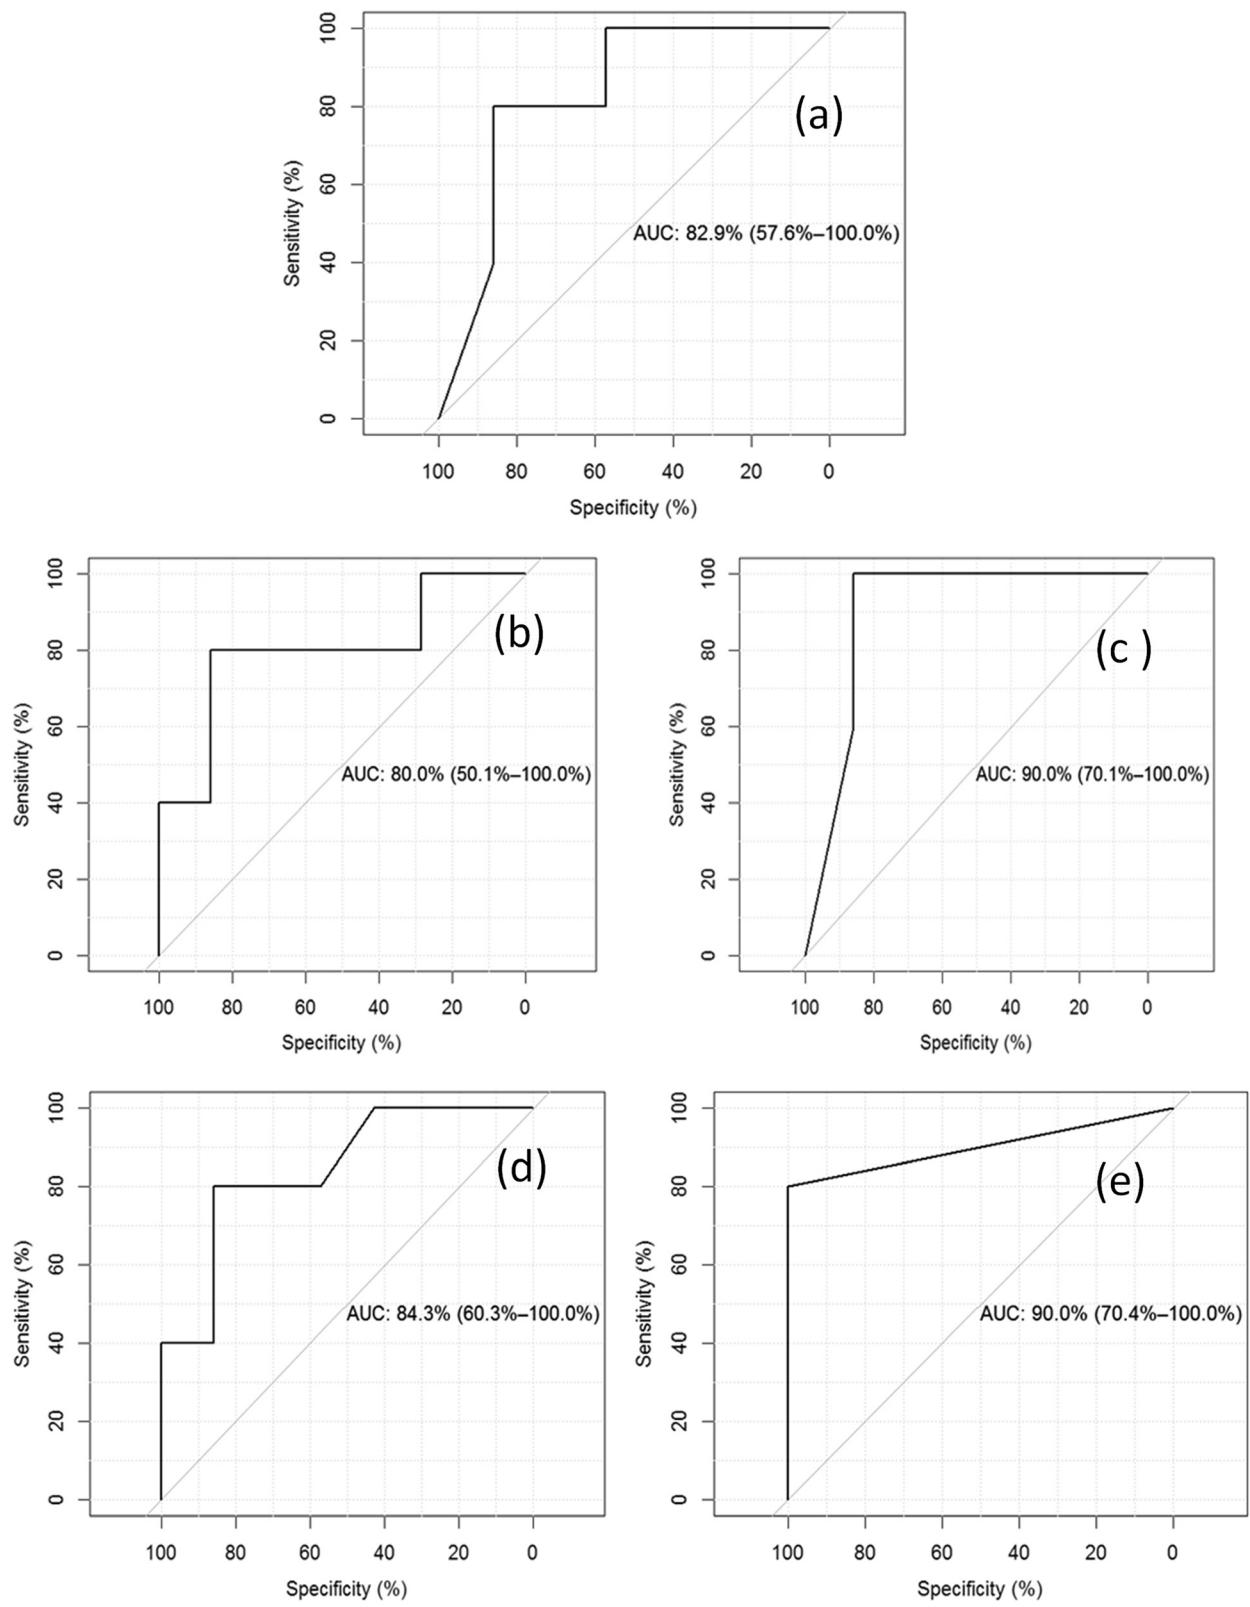 100
80
60
40
20
0
Sensitivity (%)
(a)
AUC: 82.9% (57.6%–100.0%)
100 80 60 40 20 0
Specificity (%)
100
80
60
40
20
0
Sensitivity (%)
(b)
AUC: 80.0% (50.1%–100.0%)
100 80 60 40 20 0
Specificity (%)
100
80
60
40
20
0
Sensitivity (%)
(c )
AUC: 90.0% (70.1%–100.0%)
100 80 60 40 20 0
Specificity (%)
100
80
60
40
20
0
Sensitivity (%)
(d)
AUC: 84.3% (60.3%–100.0%)
100 80 60 40 20 0
Specificity (%)
100
80
60
40
20
0
Sensitivity (%)
(e)
AUC: 90.0% (70.4%–100.0%)
100 80 60 40 20 0
Specificity (%)